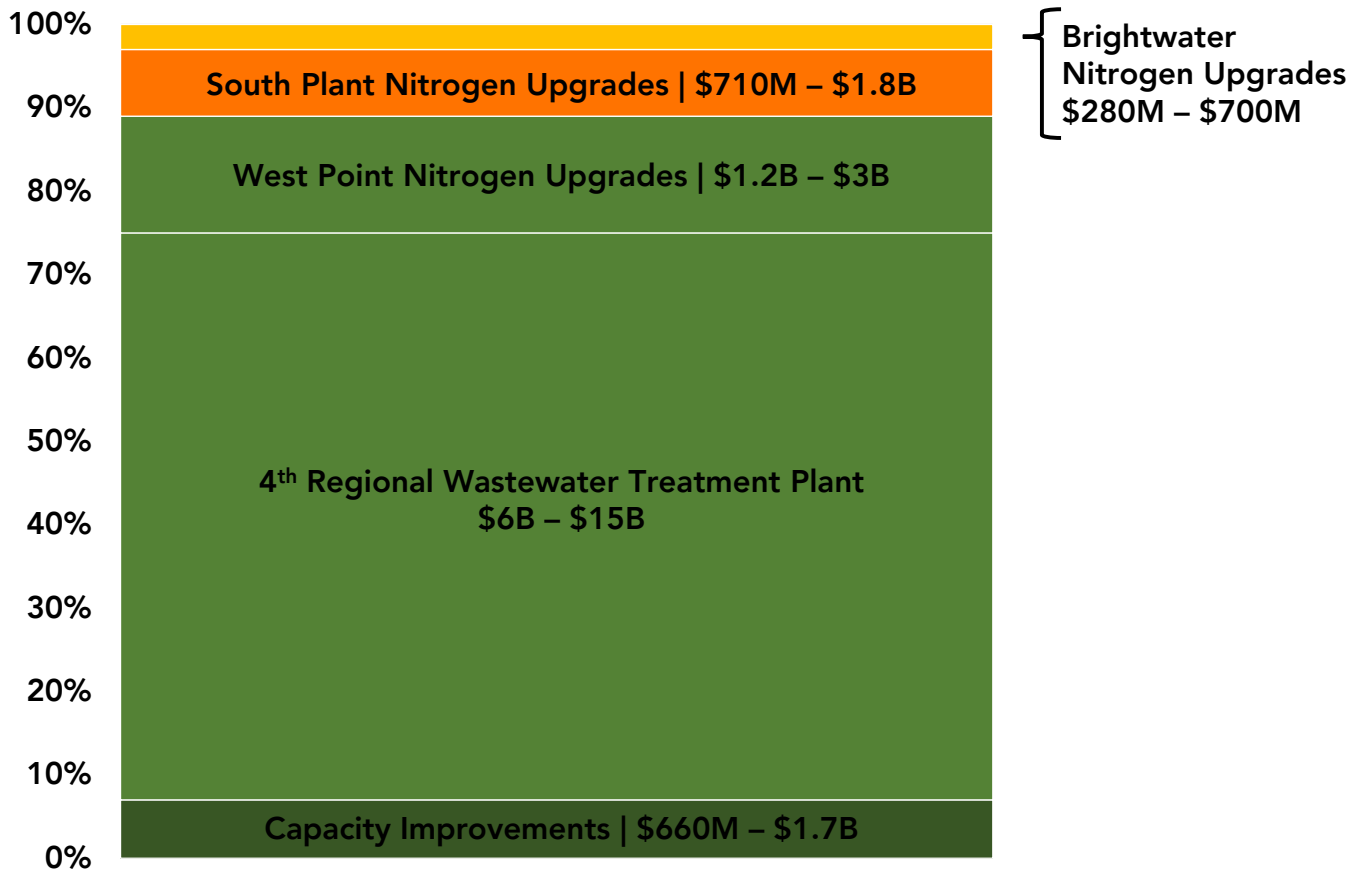 100%
90%
80%
70%
60%
50%
40%
30%
20%
10%
0%
South Plant Nitrogen Upgrades | $710M – $1.8B
West Point Nitrogen Upgrades | $1.2B – $3B
4th Regional Wastewater Treatment Plant
$6B – $15B
Capacity Improvements | $660M – $1.7B
Brightwater
Nitrogen Upgrades
$280M – $700M